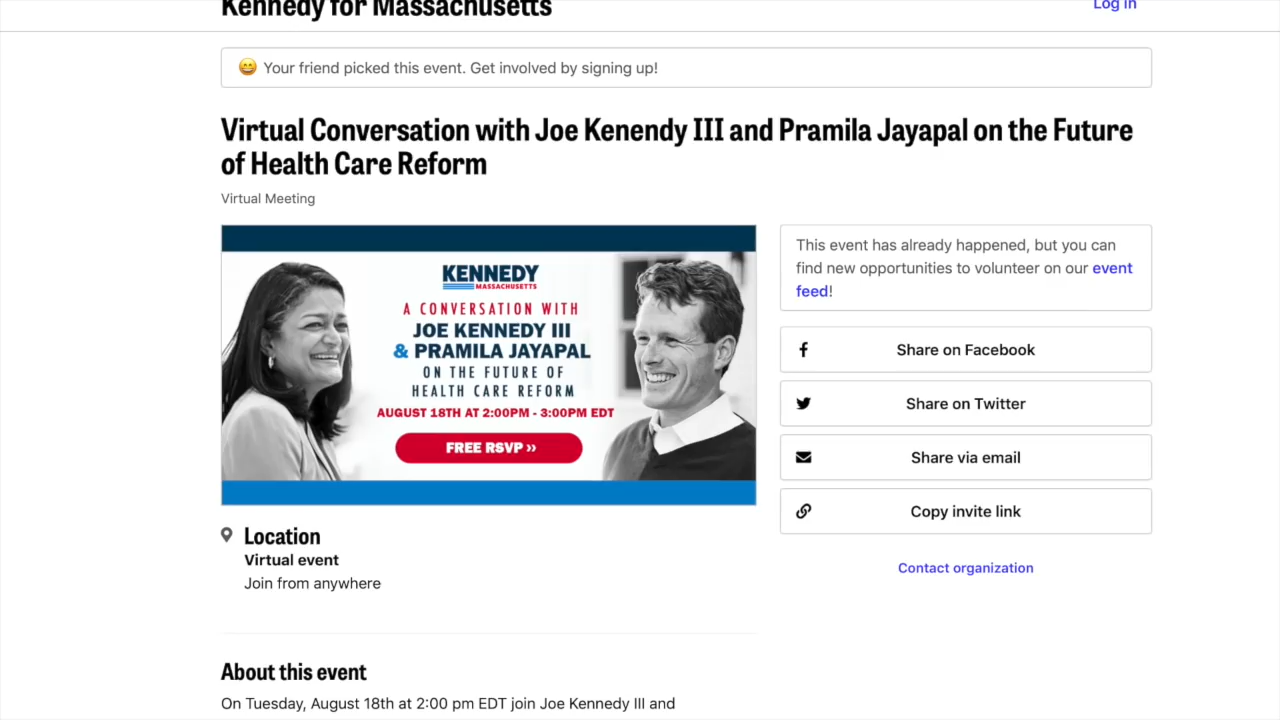 Kennedy for Massachusetts
Log in
😄 Your friend picked this event. Get involved by signing up!
Virtual Conversation with Joe Kenendy III and Pramila Jayapal on the Future
of Health Care Reform
Virtual Meeting
KENNEDY
MASSACHUSETTS
A CONVERSATION WITH
JOE KENNEDY III
& PRAMILA JAYAPAL
ON THE FUTURE OF
HEALTH CARE REFORM
AUGUST 18TH AT 2:00PM - 3:00PM EDT
FREE RSVP »
This event has already happened, but you can
find new opportunities to volunteer on our event
feed!
Share on Facebook
Share on Twitter
Share via email
Copy invite link
Contact organization
Location
Virtual event
Join from anywhere
About this event
On Tuesday, August 18th at 2:00 pm EDT join Joe Kennedy III and